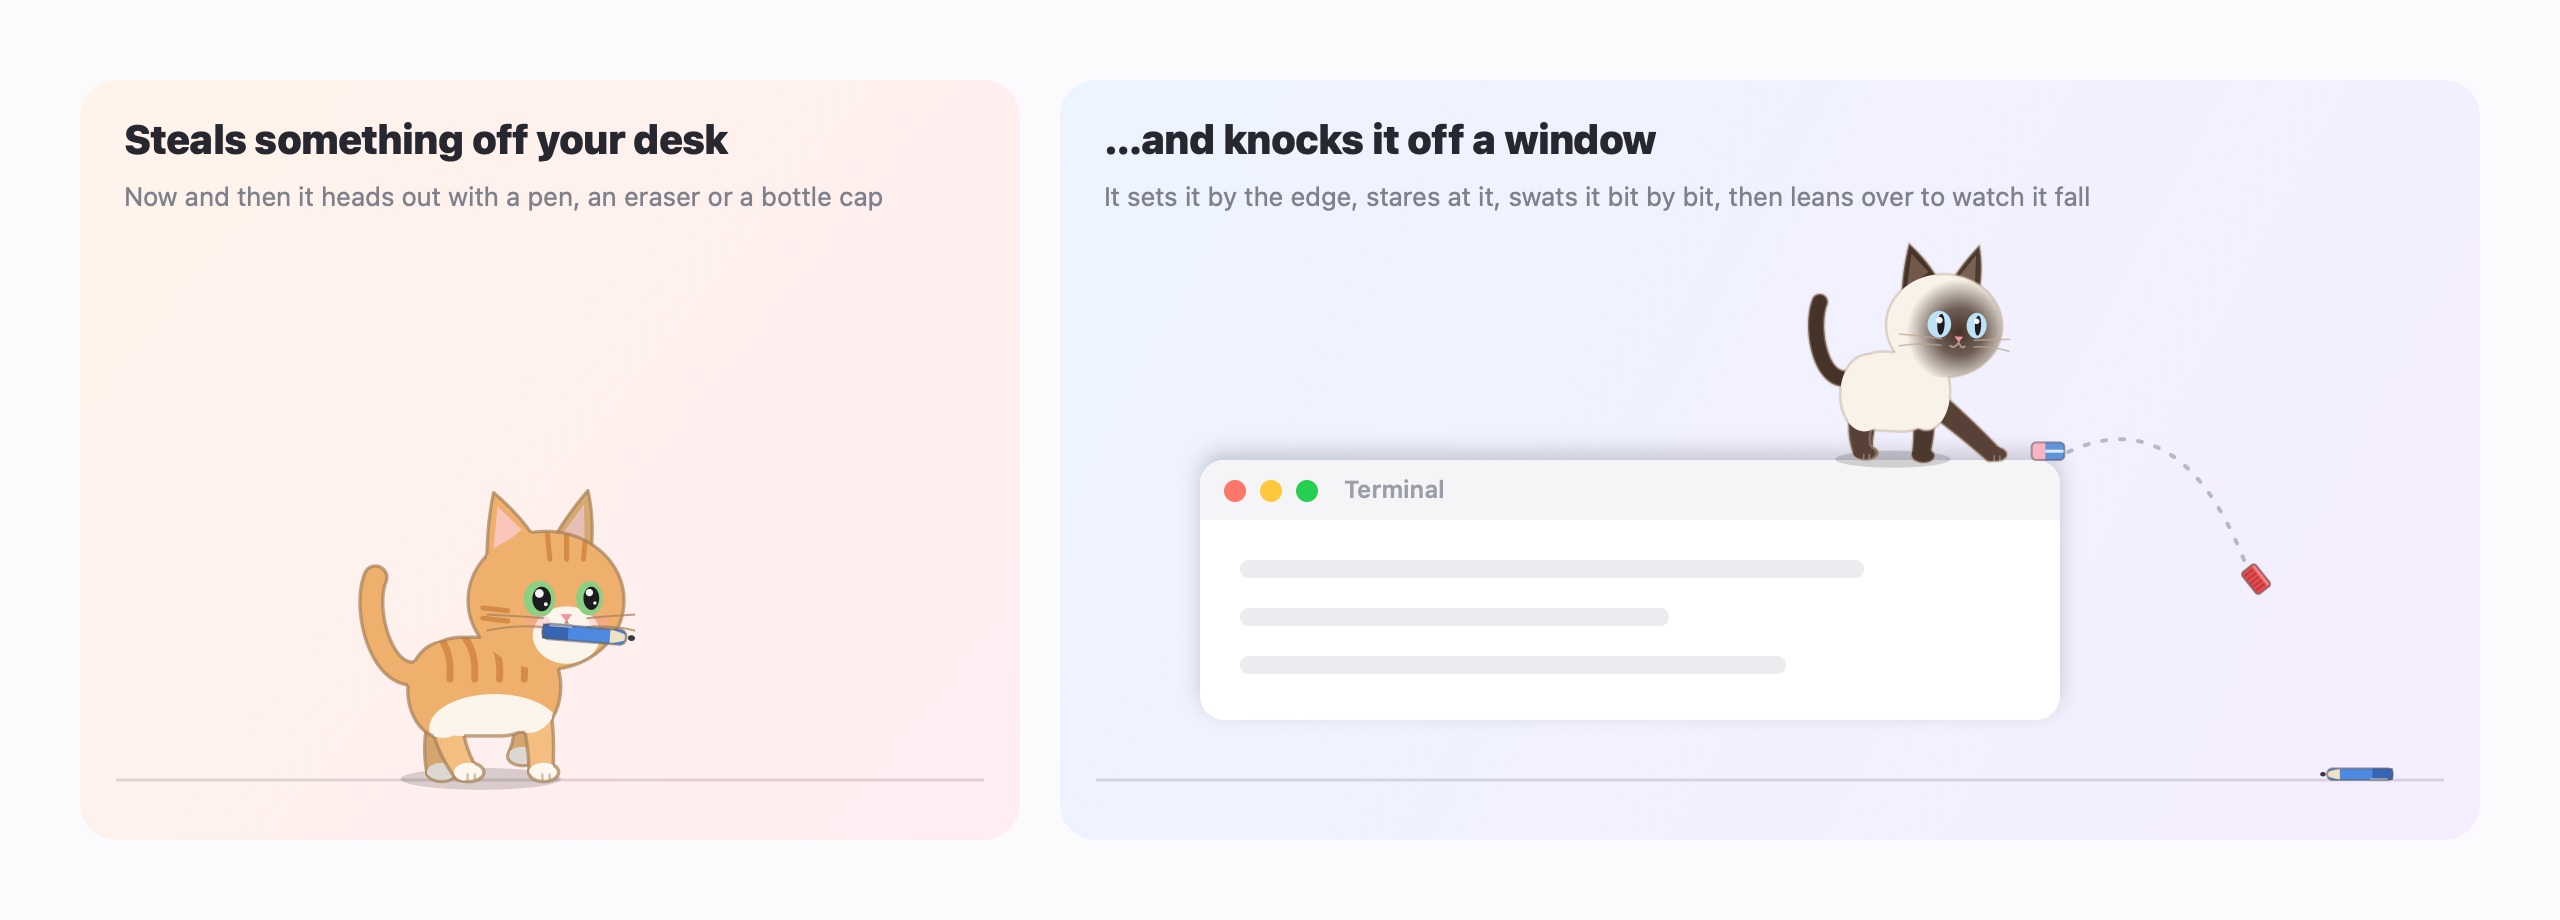 Steals something off your desk
Now and then it heads out with a pen, an eraser or a bottle cap
...and knocks it off a window
It sets it by the edge, stares at it, swats it bit by bit, then leans over to watch it fall
Terminal